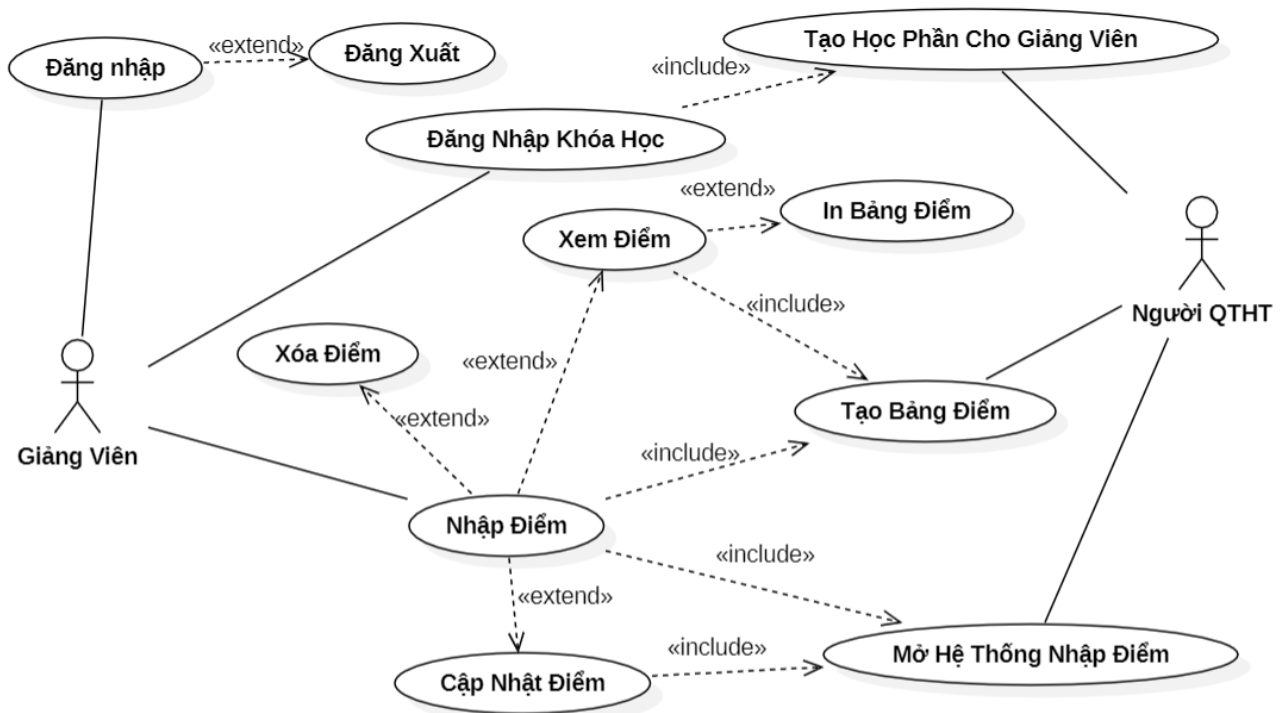 Tạo Học Phần Cho Giảng Viên
«extend»
Đăng Xuất
Đăng nhập
«include»
Đăng Nhập Khóa Học
«extend»
In Bảng Điểm
Xem Điểm
«include»
Người QTHT
Xóa Điểm
«extend»
«extend»
Tạo Bảng Điểm
Giảng Viên
«include»
Nhập Điểm
«include»
«extend»
«include»
Mở Hệ Thống Nhập Điểm
Cập Nhật Điểm